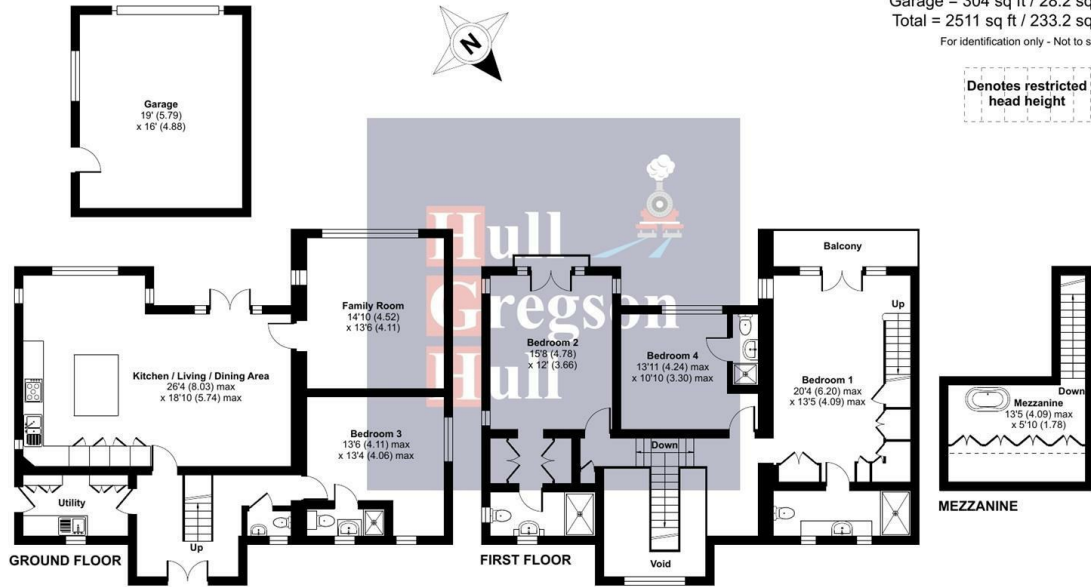 Garage = 304 sq ft / 28.2 sq
Total = 2511 sq ft / 233.2 sq
For identification only - Not to s
Denotes restricted
head height
N
Garage
19' (5.79)
x 16' (4.88)
Hull
Gregson
Hull
Kitchen / Living / Dining Area
26'4 (8.03) max
x 18'10 (5.74) max
Family Room
14'10 (4.52)
x 13'6 (4.11)
Bedroom 3
13'6 (4.11) max
x 13'4 (4.06) max
Utility
Up
GROUND FLOOR
Bedroom 2
15'8 (4.78)
x 12' (3.66)
Bedroom 4
13'11 (4.24) max
x 10'10 (3.30) max
Balcony
Up
Bedroom 1
20'4 (6.20) max
x 13'5 (4.09) max
Down
Void
FIRST FLOOR
Down
Mezzanine
13'5 (4.09) max
x 5'10 (1.78)
MEZZANINE